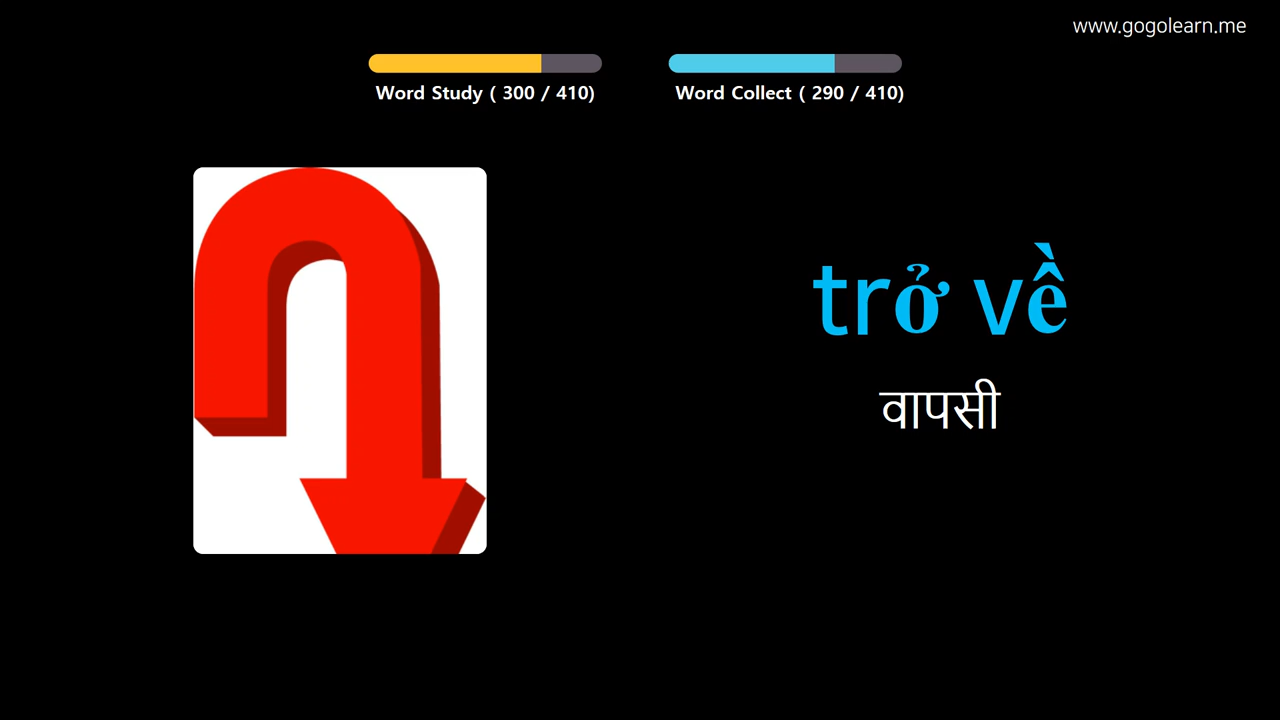 www.gogolearn.me
Word Study ( 300 / 410)
Word Collect ( 290 / 410)
trở về
वापसी